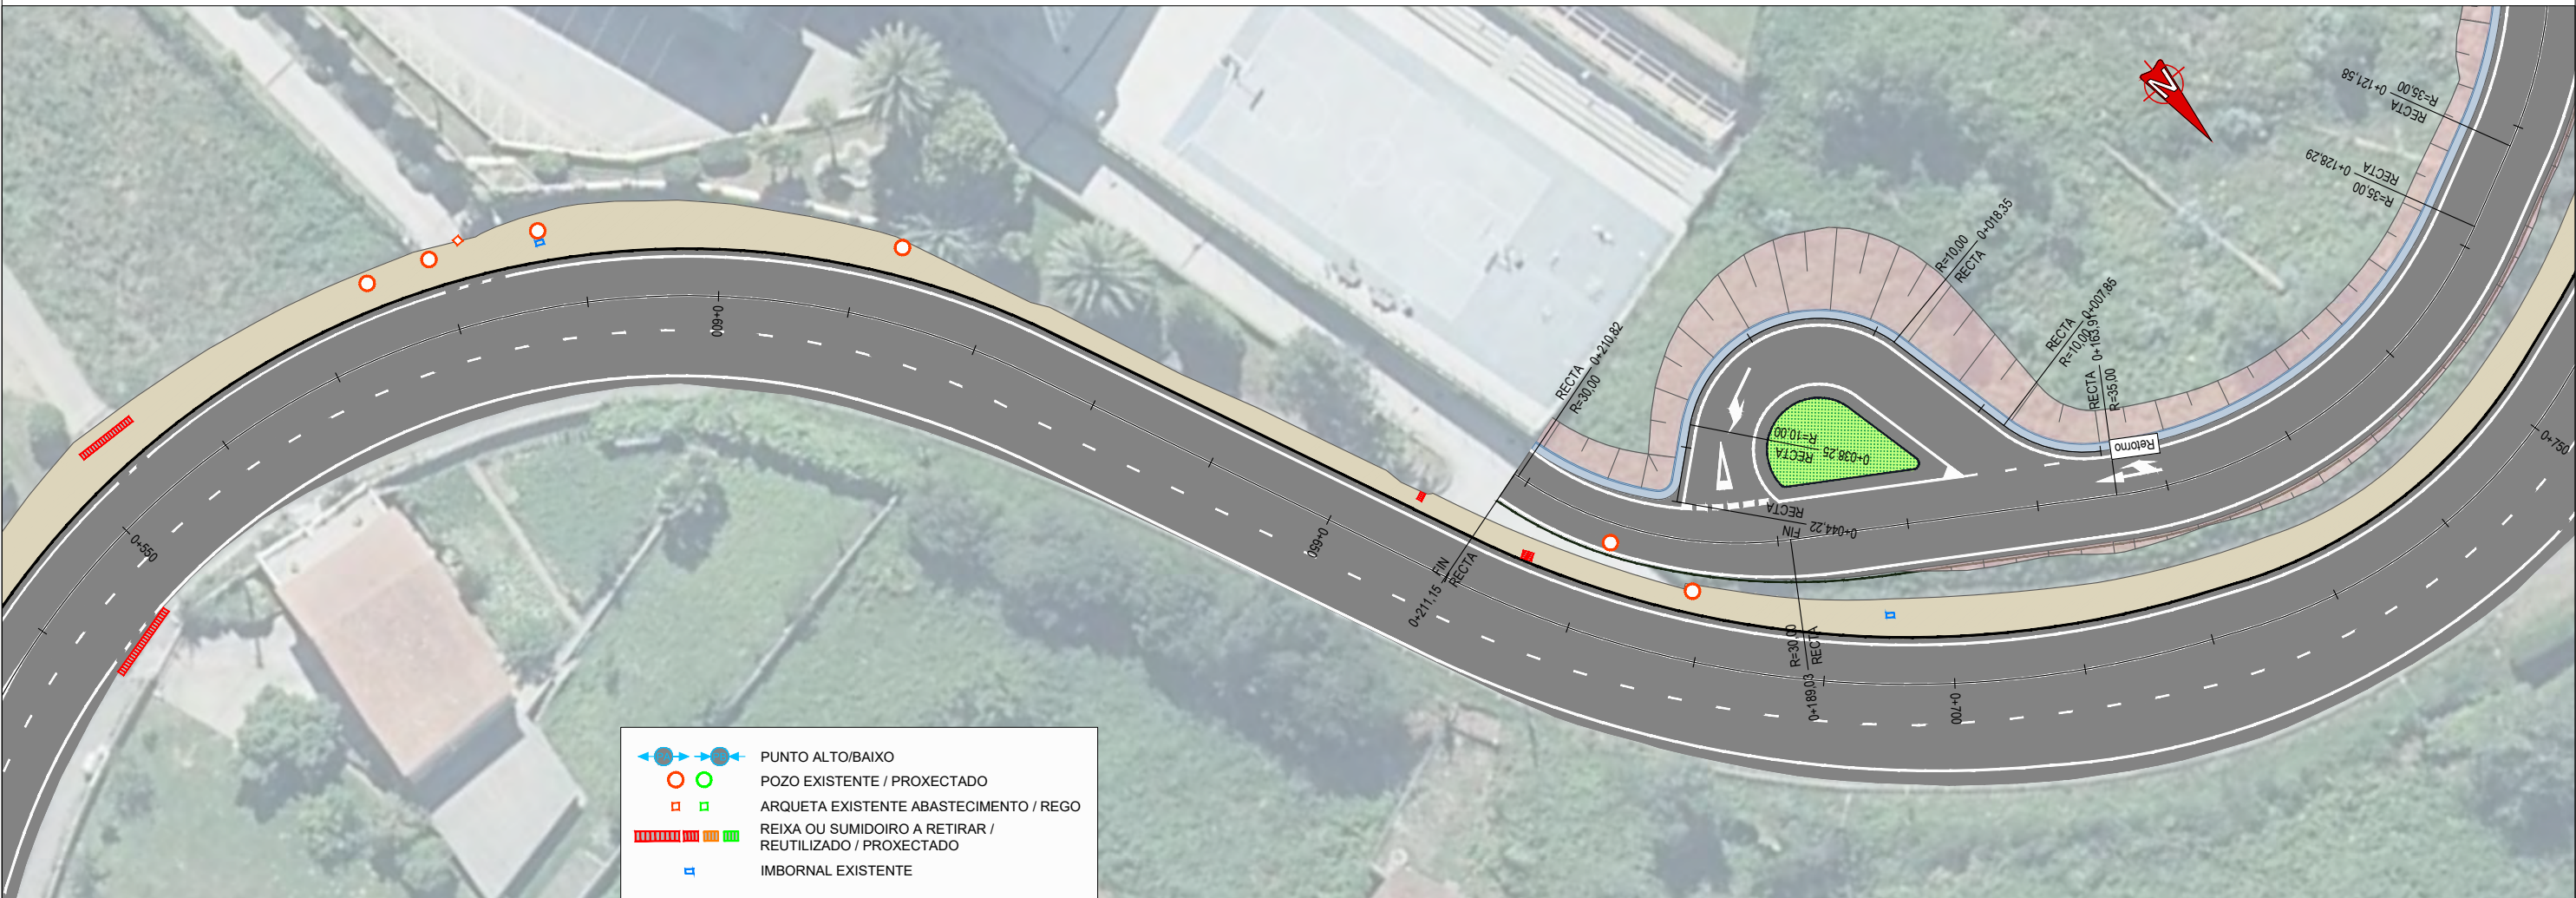 0+550
0+600
0+650
0+211,15
FIN
RECTA
RECTA 0+210,82
R=30,00
R=10,00 0+018,35
RECTA
RECTA 0+007,85
R=10,00
RECTA 0+163,91
R=35,00
0+121,58 RECTA
R=35,00
0+128,29 RECTA
R=35,00
N
Retorno
0+038,25 RECTA
R=10,00
0+044,22 RECTA
FIN
R=30,00
0+189,03 RECTA
0+700
0+750
PUNTO ALTO/BAIXO
POZO EXISTENTE / PROXECTADO
ARQUETA EXISTENTE ABASTECIMENTO / REGO
REIXA OU SUMIDOIRO A RETIRAR /
REUTILIZADO / PROXECTADO
IMBORNAL EXISTENTE